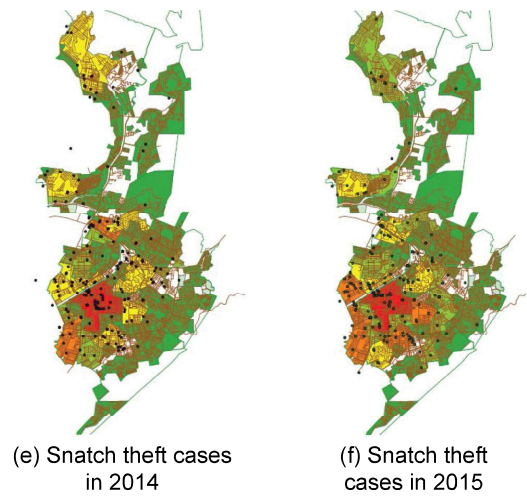 (e) Snatch theft cases
in 2014
(f) Snatch theft
cases in 2015